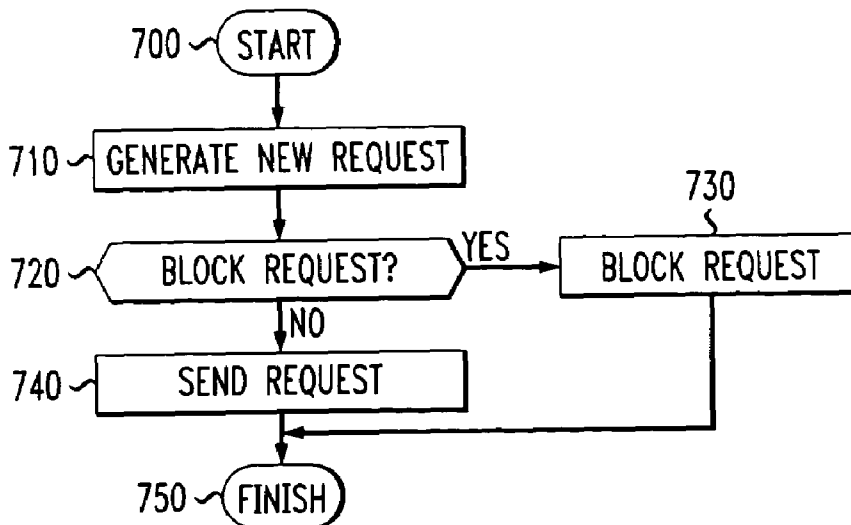 700 START
710 GENERATE NEW REQUEST
730
720 BLOCK REQUEST? YES BLOCK REQUEST
NO
740 SEND REQUEST
750 FINISH